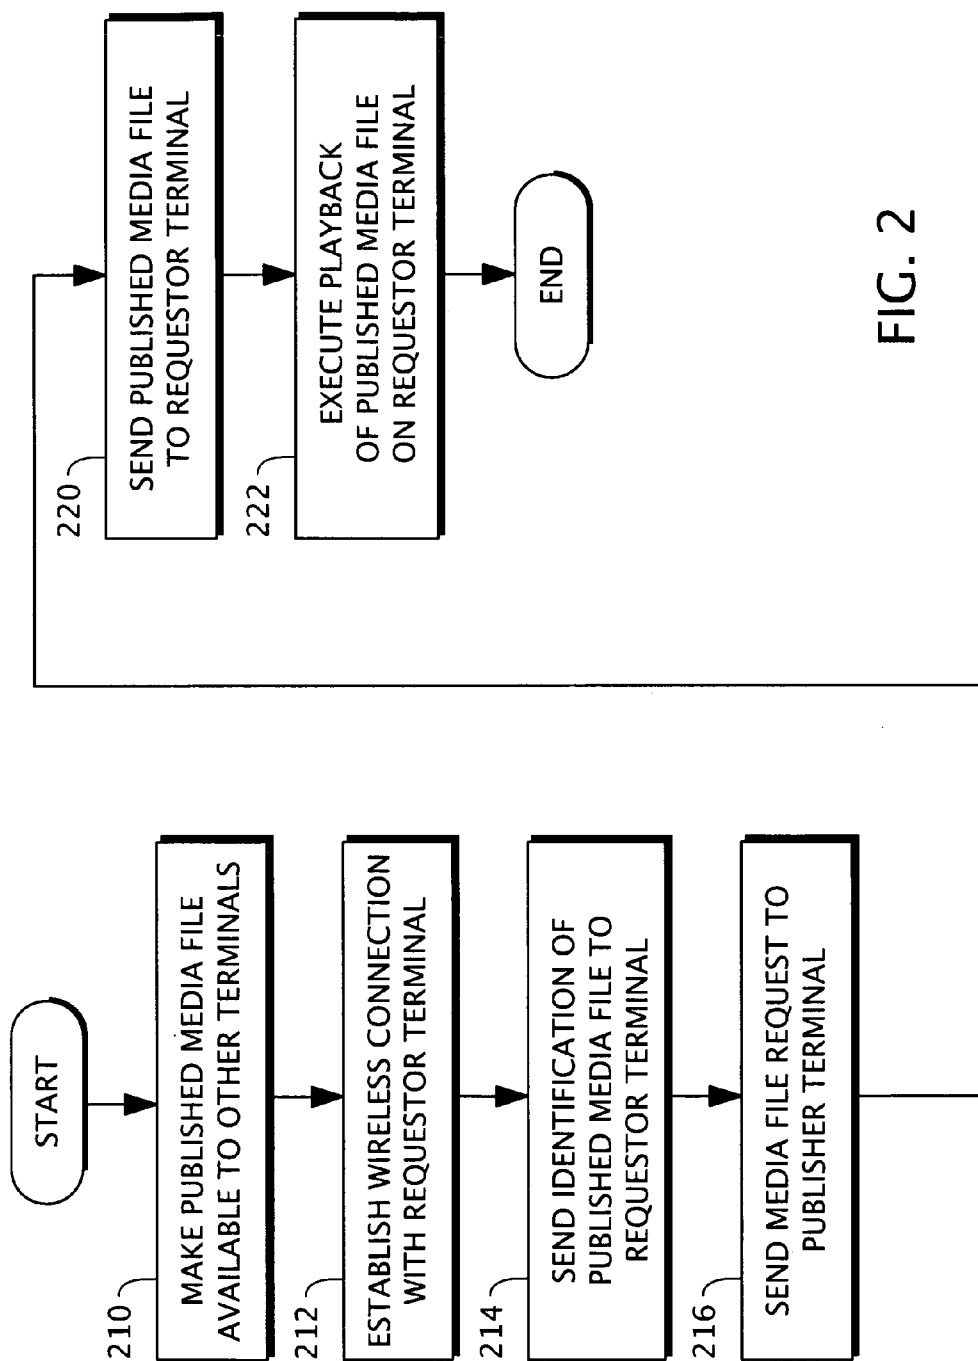 START
210
MAKE PUBLISHED MEDIA FILE
AVAILABLE TO OTHER TERMINALS
212
ESTABLISH WIRELESS CONNECTION
WITH REQUESTOR TERMINAL
214
SEND IDENTIFICATION OF
PUBLISHED MEDIA FILE TO
REQUESTOR TERMINAL
216
SEND MEDIA FILE REQUEST TO
PUBLISHER TERMINAL
220
SEND PUBLISHED MEDIA FILE
TO REQUESTOR TERMINAL
222
EXECUTE PLAYBACK
OF PUBLISHED MEDIA FILE
ON REQUESTOR TERMINAL
END
FIG. 2